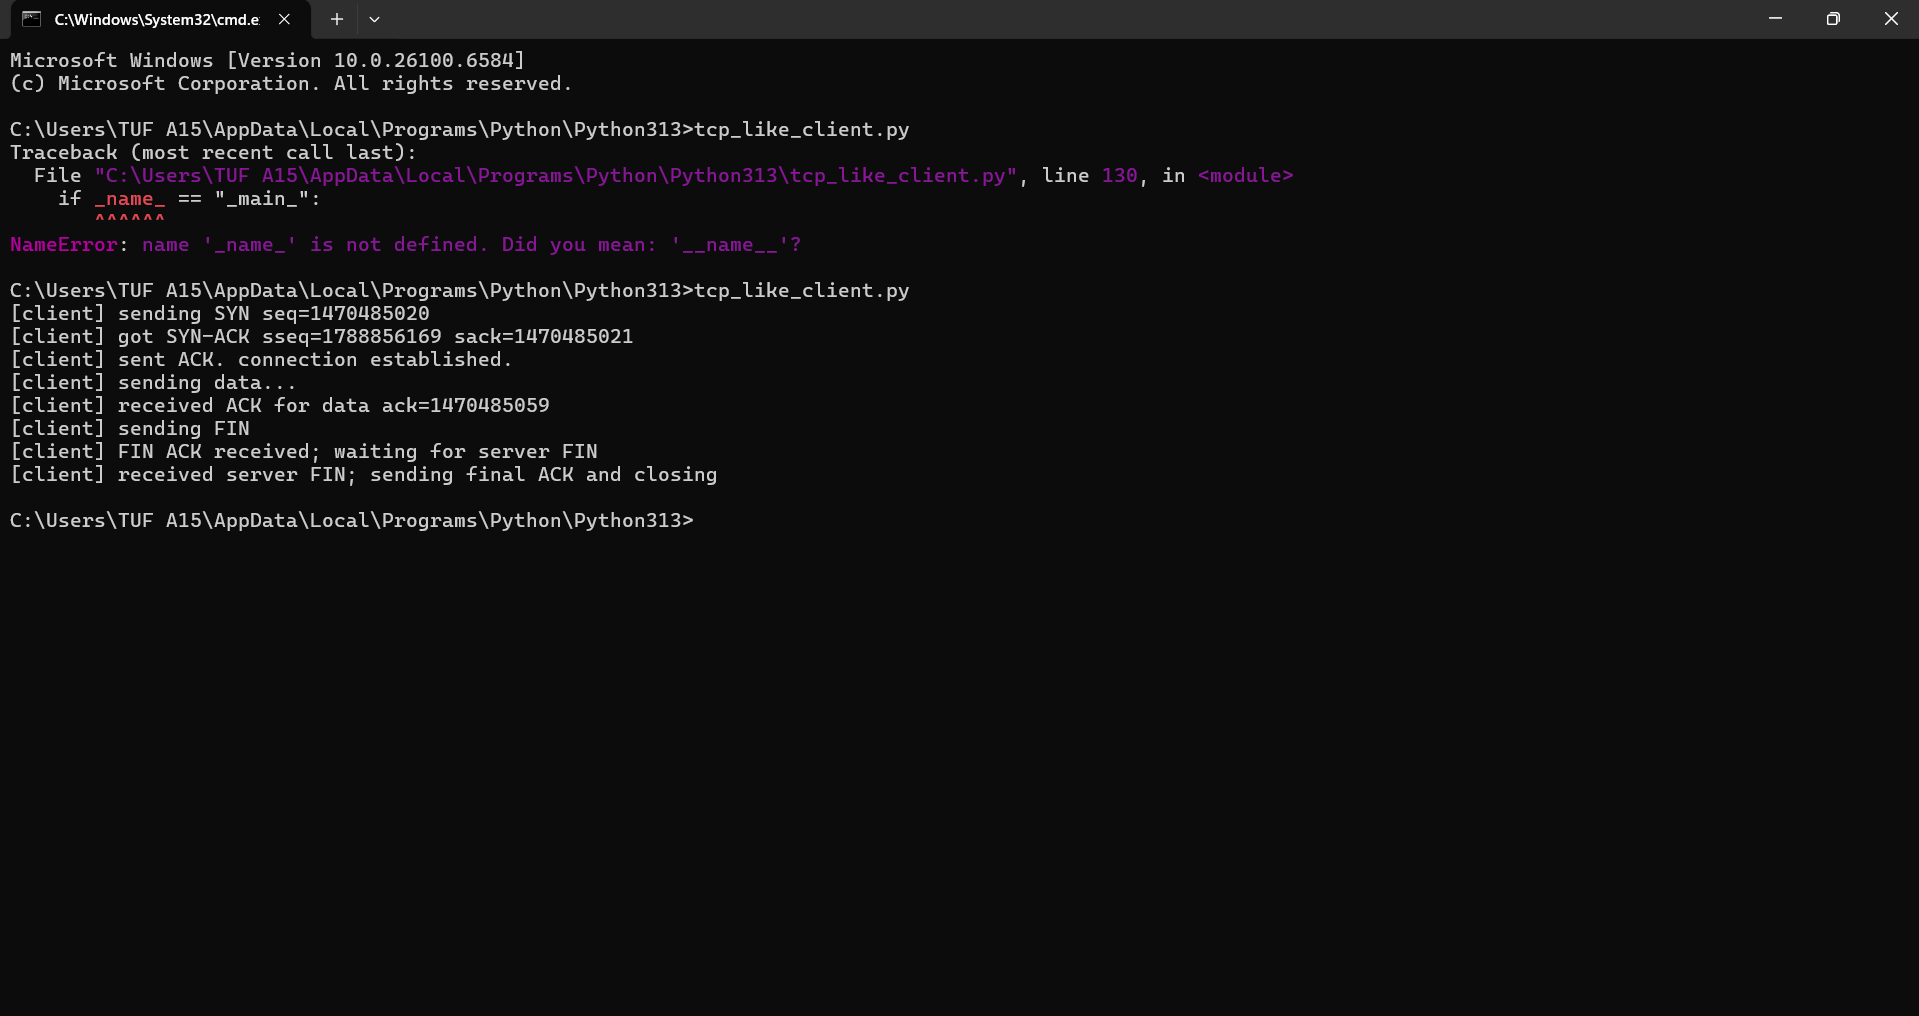 C:\Windows\System32\cmd.e
Microsoft Windows [Version 10.0.26100.6584]
(c) Microsoft Corporation. All rights reserved.
C:\Users\TUF A15\AppData\Local\Programs\Python\Python313>tcp_like_client.py
Traceback (most recent call last):
  File "C:\Users\TUF A15\AppData\Local\Programs\Python\Python313\tcp_like_client.py", line 130, in <module>
    if _name_ == "_main_":
       ^^^^^^
NameError: name '_name_' is not defined. Did you mean: '__name__'?
C:\Users\TUF A15\AppData\Local\Programs\Python\Python313>tcp_like_client.py
[client] sending SYN seq=1470485020
[client] got SYN-ACK sseq=1788856169 sack=1470485021
[client] sent ACK. connection established.
[client] sending data...
[client] received ACK for data ack=1470485059
[client] sending FIN
[client] FIN ACK received; waiting for server FIN
[client] received server FIN; sending final ACK and closing
C:\Users\TUF A15\AppData\Local\Programs\Python\Python313>